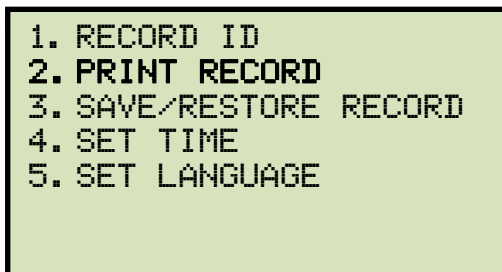 1. RECORD ID
2. PRINT RECORD
3. SAVE/RESTORE RECORD
4. SET TIME
5. SET LANGUAGE